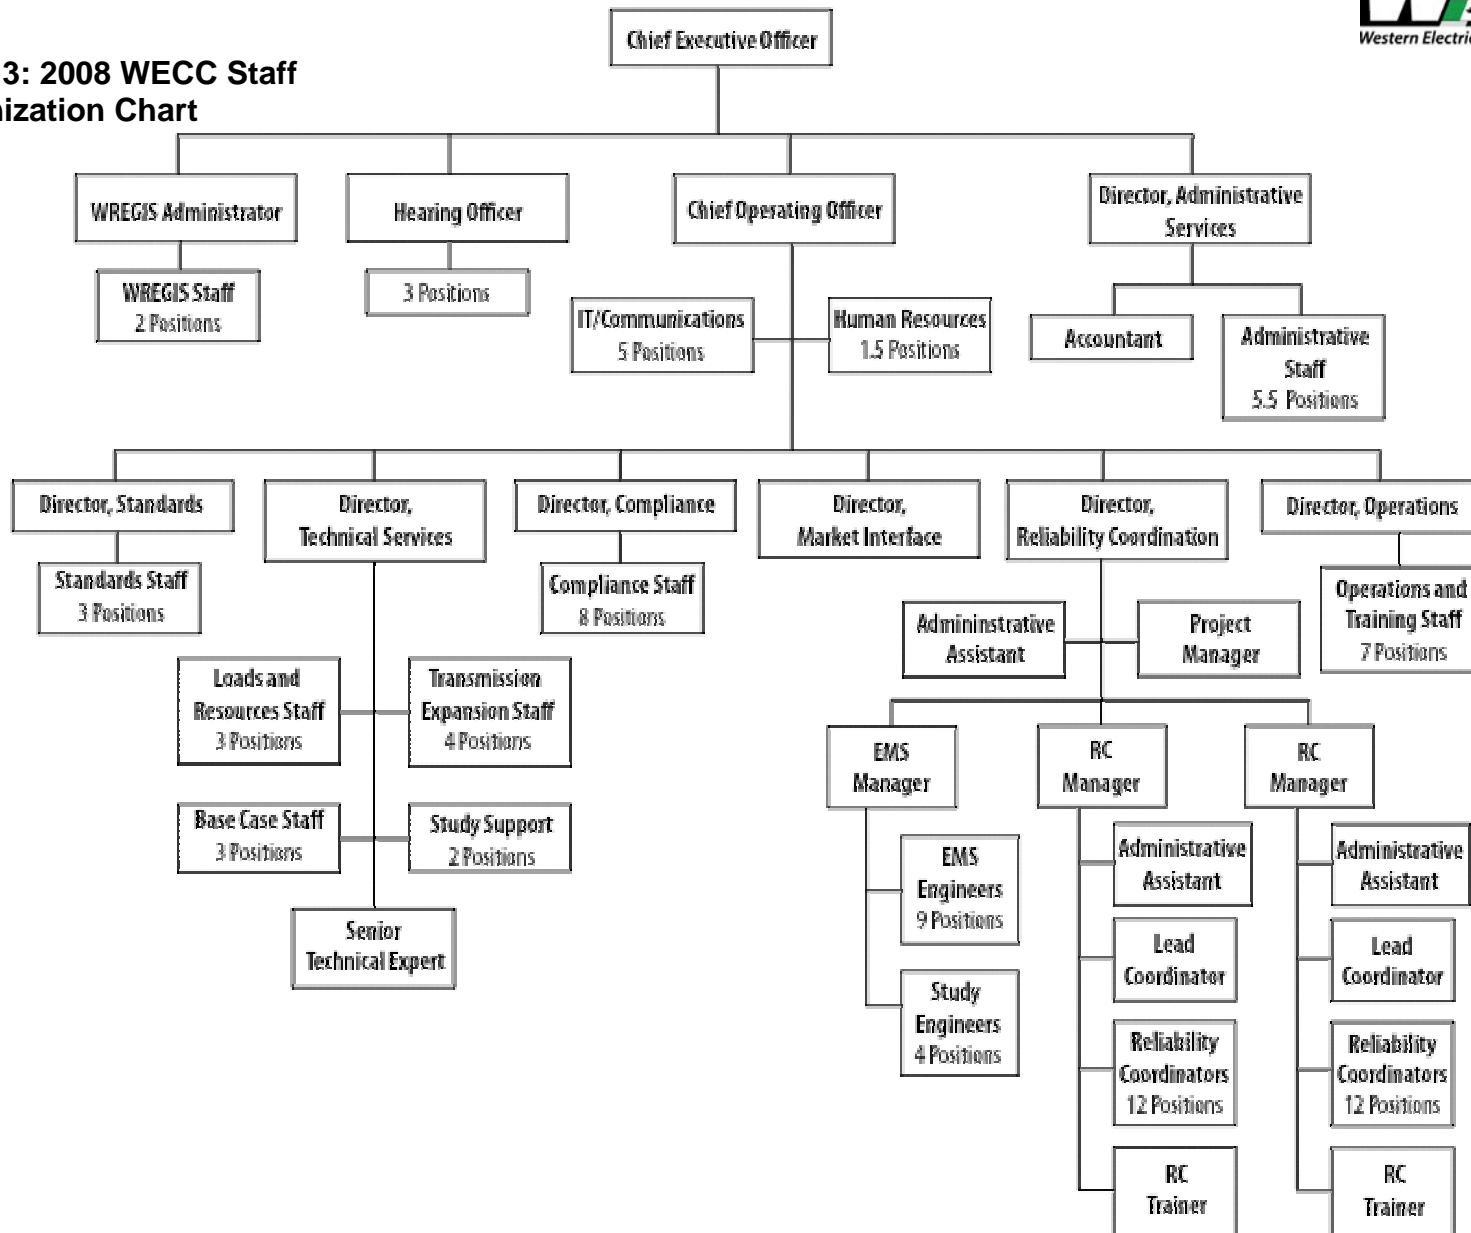 Chief Executive Officer
Western Electri
3: 2008 WECC Staff
nization Chart
WREGIS Administrator
Hearing Officer
Chief Operating Officer
Director, Administrative
Services
WREGIS Staff
2 Positions
3 Positions
IT/Communications
5 Positions
Human Resources
1.5 Positions
Accountant
Administrative
Staff
5.5 Positions
Director, Standards
Director,
Technical Services
Director, Compliance
Director,
Market Interface
Director,
Reliability Coordination
Director, Operations
Standards Staff
3 Positions
Compliance Staff
8 Positions
Operations and
Training Staff
7 Positions
Admininstrative
Assistant
Project
Manager
Loads and
Resources Staff
3 Positions
Transmission
Expansion Staff
4 Positions
Base Case Staff
3 Positions
Study Support
2 Positions
Senior
Technical Expert
EMS
Manager
RC
Manager
RC
Manager
EMS
Engineers
9 Positions
Study
Engineers
4 Positions
Administrative
Assistant
Lead
Coordinator
Reliability
Coordinators
12 Positions
RC
Trainer
Administrative
Assistant
Lead
Coordinator
Reliability
Coordinators
12 Positions
RC
Trainer